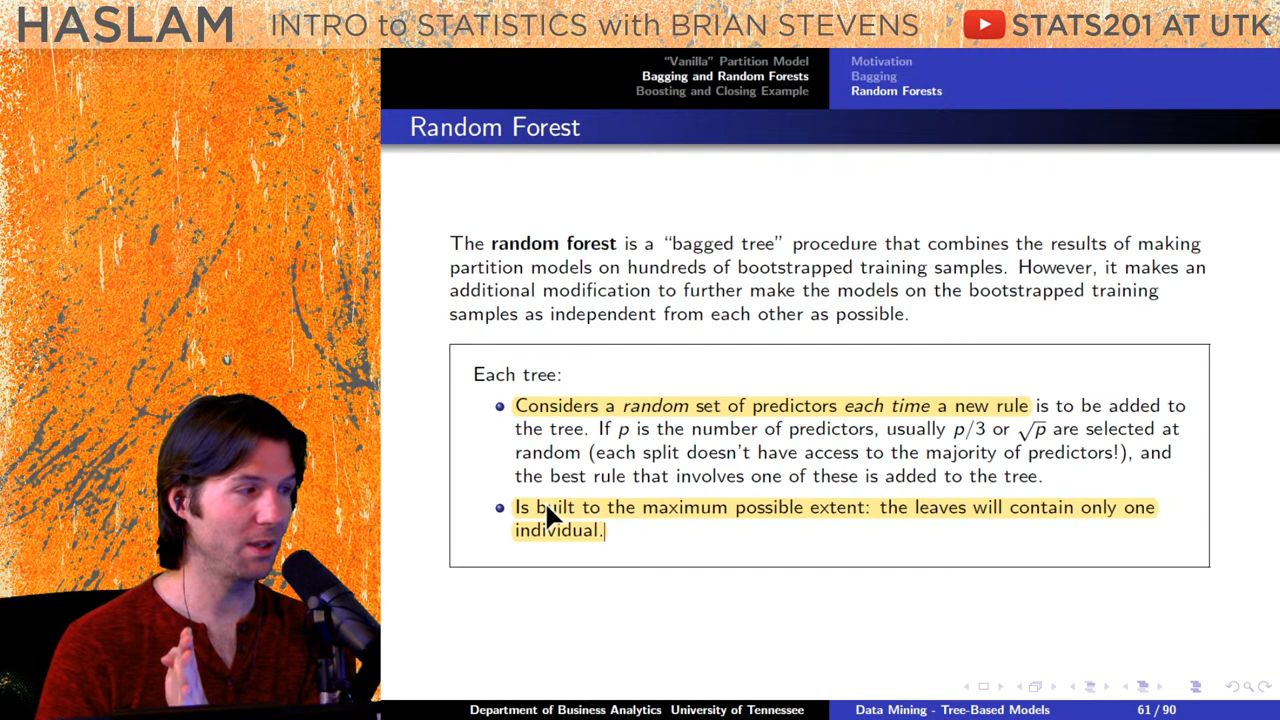 HASLAM INTRO to STATISTICS with BRIAN STEVENS STATS201 AT UTK
"Vanilla" Partition Model
Bagging and Random Forests
Boosting and Closing Example
Motivation
Bagging
Random Forests
Random Forest
The random forest is a “bagged tree” procedure that combines the results of making
partition models on hundreds of bootstrapped training samples. However, it makes an
additional modification to further make the models on the bootstrapped training
samples as independent from each other as possible.
Each tree:
Considers a random set of predictors each time a new rule is to be added to
the tree. If p is the number of predictors, usually p/3 or √p are selected at
random (each split doesn't have access to the majority of predictors!), and
the best rule that involves one of these is added to the tree.
Is built to the maximum possible extent: the leaves will contain only one
individual.
Department of Business Analytics University of Tennessee
Data Mining - Tree-Based Models
61 / 90